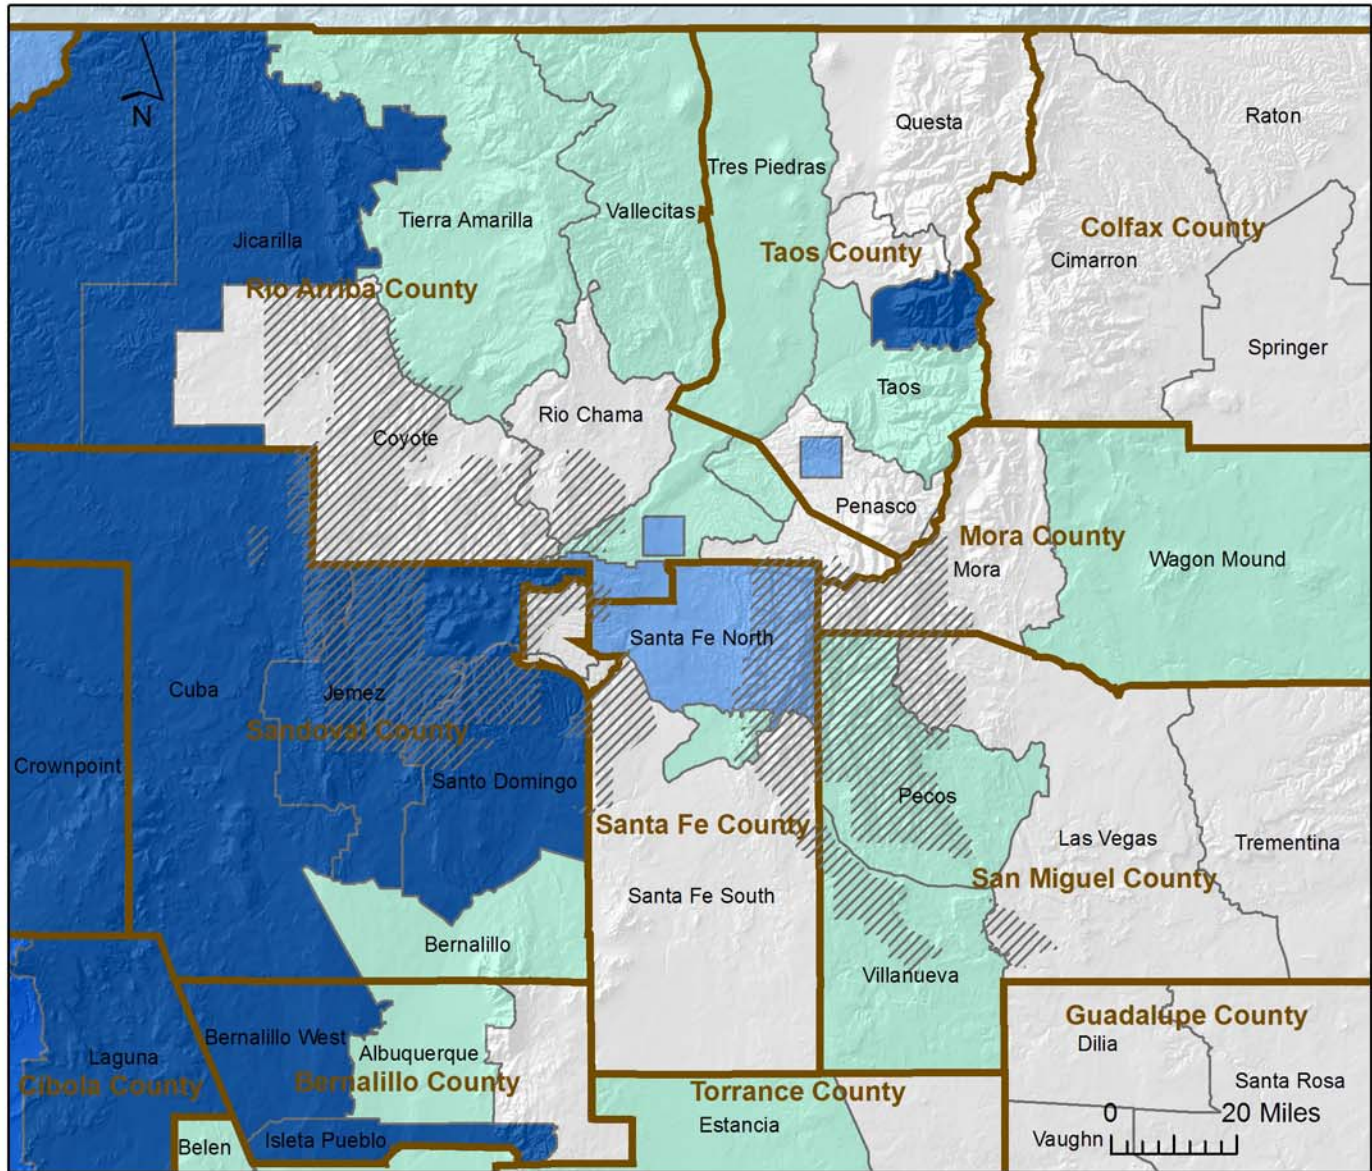 Questa
Raton
Tres Piedras
Tierra Amarilla
Vallecitas
Jicarilla
Colfax County
Taos County
Cimarron
Rio Arriba County
N
Springer
Taos
Rio Chama
Coyote
Penasco
Mora County
Wagon Mound
Mora
Santa Fe North
Cuba
Jemez
Sandoval County
Crownpoint
Santo Domingo
Pecos
Santa Fe County
Las Vegas
Trementina
San Miguel County
Santa Fe South
Bernalillo
Villanueva
Guadalupe County
Bernalillo West
Dilia
Albuquerque
Laguna
Cibola County
Bernalillo County
Torrance County
Santa Rosa
Estancia
0 20 Miles
Vaughn
Isleta Pueblo
Belen